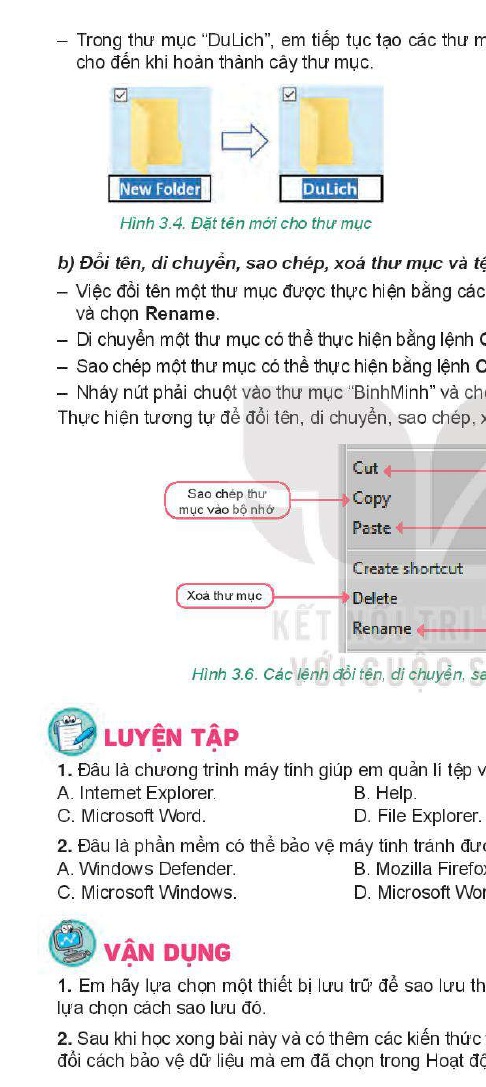 – Trong thư mục “DuLich”, em tiếp tục tạo các thư m
cho đến khi hoàn thành cây thư mục.
New Folder
DuLich
Hình 3.4. Đặt tên mới cho thư mục
b) Đổi tên, di chuyển, sao chép, xoá thư mục và tệ
– Việc đổi tên một thư mục được thực hiện bằng các
và chọn Rename.
– Di chuyển một thư mục có thể thực hiện bằng lệnh C
– Sao chép một thư mục có thể thực hiện bằng lệnh C
– Nháy nút phải chuột vào thư mục “BinhMinh” và ch
Thực hiện tương tự để đổi tên, di chuyển, sao chép, x
Cut
Sao chép thư
mục vào bộ nhớ
Copy
Paste
Create shortcut
Xoá thư mục
Delete
Rename
KẾT NỐI TRI
VỚI CUỘC S
Hình 3.6. Các lệnh đổi tên, di chuyển, sa
LUYỆN TẬP
1. Đâu là chương trình máy tính giúp em quản lí tệp v
A. Internet Explorer.
B. Help.
C. Microsoft Word.
D. File Explorer.
2. Đâu là phần mềm có thể bảo vệ máy tính tránh đượ
A. Windows Defender.
B. Mozilla Firefox
C. Microsoft Windows.
D. Microsoft Wor
VẬN DỤNG
1. Em hãy lựa chọn một thiết bị lưu trữ để sao lưu th
lựa chọn cách sao lưu đó.
2. Sau khi học xong bài này và có thêm các kiến thức
đổi cách bảo vệ dữ liệu mà em đã chọn trong Hoạt độ